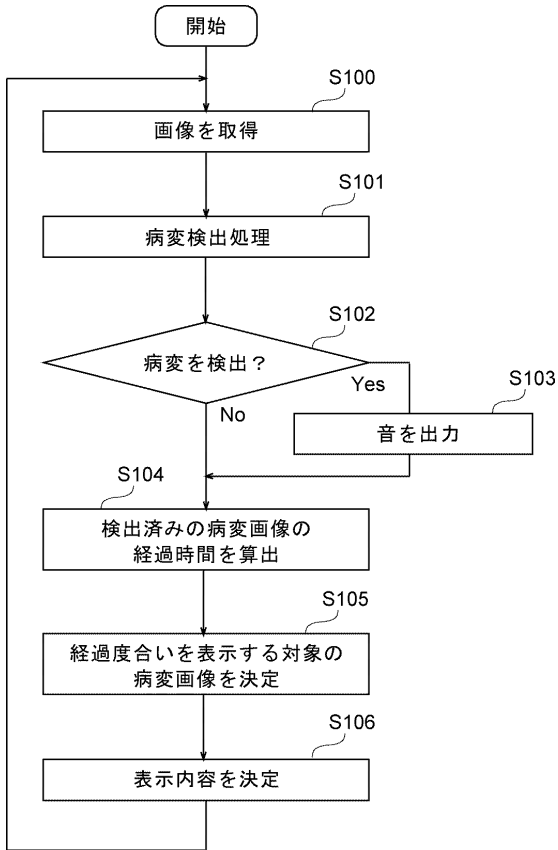 開始
S100
画像を取得
S101
病変検出処理
S102
病変を検出？
Yes
No
S103
音を出力
S104
検出済みの病変画像の
経過時間を算出
S105
経過度合いを表示する対象の
病変画像を決定
S106
表示内容を決定